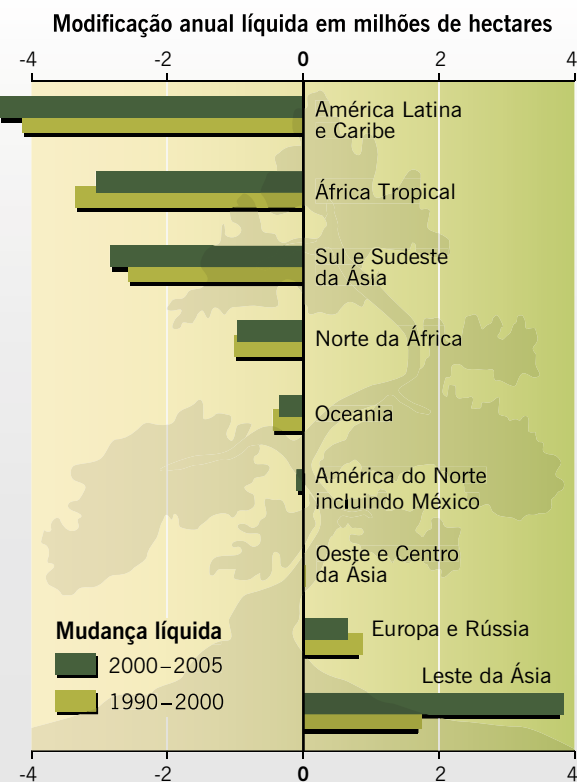 Modificação anual líquida em milhões de hectares
-4 -2 0 2 4
América Latina
e Caribe
África Tropical
Sul e Sudeste
da Ásia
Norte da África
Oceania
América do Norte
incluindo México
Oeste e Centro
da Ásia
Europa e Rússia
Leste da Ásia
Mudança líquida
2000–2005
1990–2000
-4 -2 0 2 4